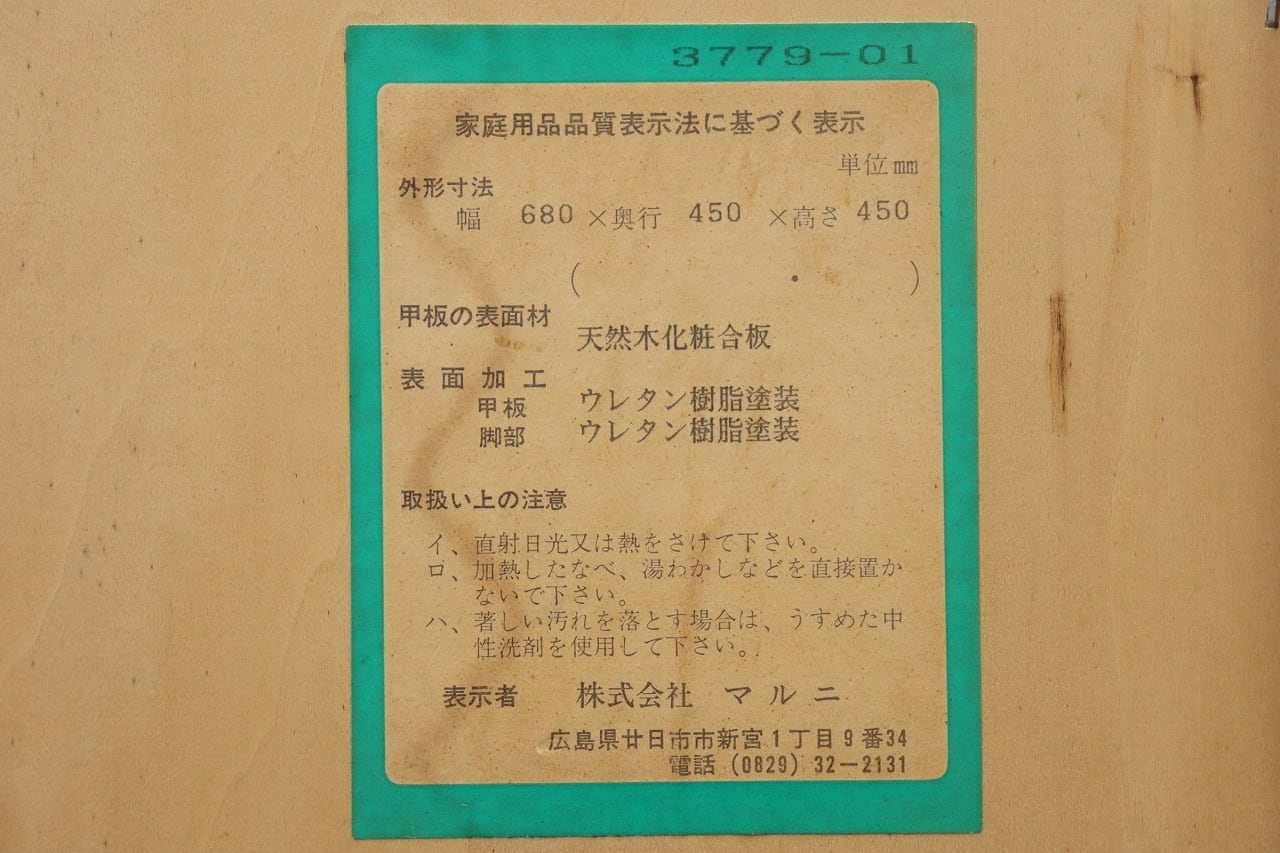 3779-01
家庭用品品質表示法に基づく表示
単位㎜
外形寸法
幅 680 ×奥行 450 ×高さ 450
( ・ )
甲板の表面材
天然木化粧合板
表面加工
甲板 ウレタン樹脂塗装
脚部 ウレタン樹脂塗装
取扱い上の注意
イ、直射日光又は熱をさけて下さい。
ロ、加熱したなべ、湯わかしなどを直接置か
ないで下さい。
ハ、著しい汚れを落とす場合は、うすめた中
性洗剤を使用して下さい。
表示者 株式会社 マルニ
広島県廿日市市新宮1丁目9番34
電話 (0829) 32-2131